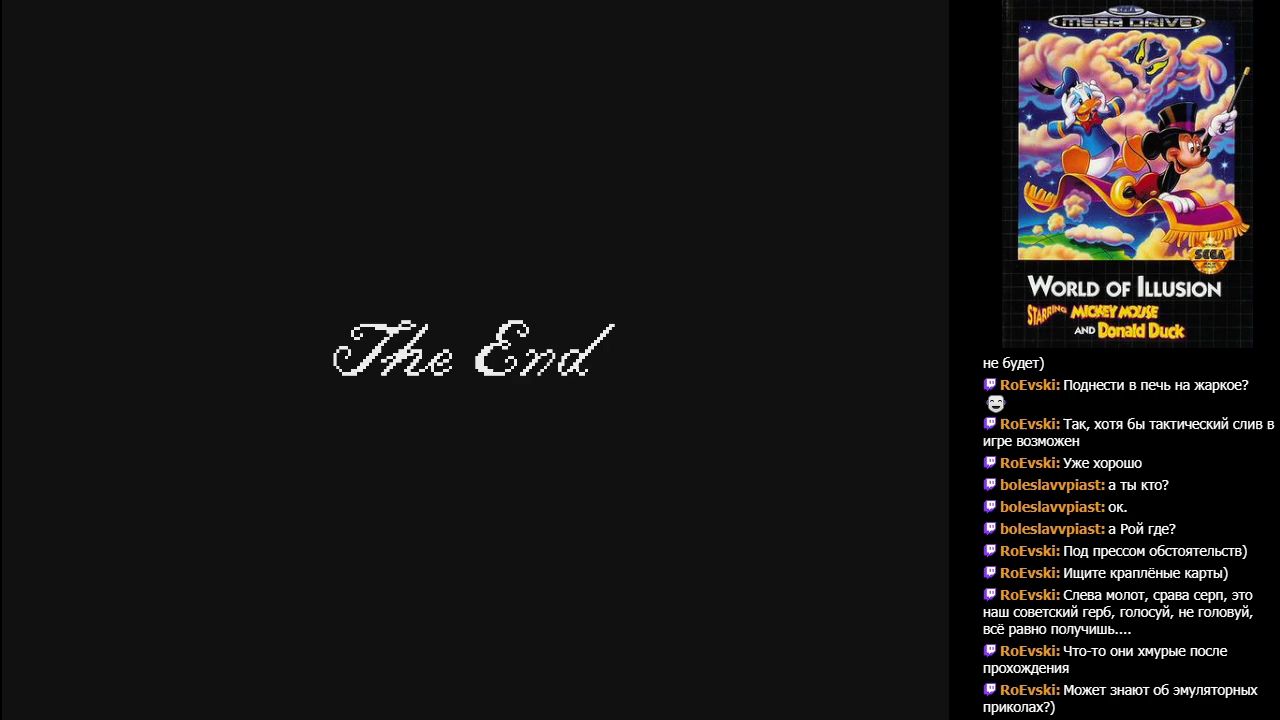 The End
SEGA
MEGA DRIVE
SEGA
WORLD OF ILLUSION
STARRING MICKEY MOUSE
AND Donald Duck
не будет)
RoEvski: Поднести в печь на жаркое?
RoEvski: Так, хотя бы тактический слив в
игре возможен
RoEvski: Уже хорошо
boleslavvpiast: а ты кто?
boleslavvpiast: ок.
boleslavvpiast: а Рой где?
RoEvski: Под прессом обстоятельств)
RoEvski: Ищите краплёные карты)
RoEvski: Слева молот, срава серп, это
наш советский герб, голосуй, не головуй,
всё равно получишь....
RoEvski: Что-то они хмурые после
прохождения
RoEvski: Может знают об эмуляторных
приколах?)